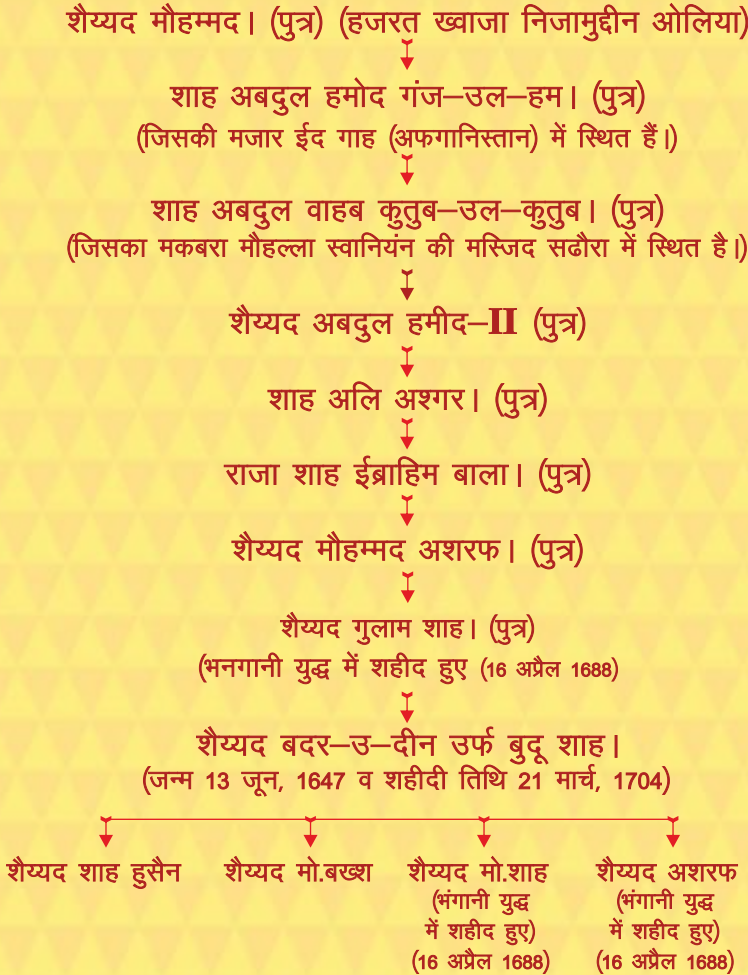 शैय्यद मौहम्मद। (पुत्र) (हजरत ख्वाजा निजामुद्दीन ओलिया)
शाह अबदुल हमोद गंज–उल–हम। (पुत्र)
(जिसकी मजार ईद गाह (अफगानिस्तान) में स्थित हैं।)
शाह अबदुल वाहब कुतुब–उल–कुतुब। (पुत्र)
(जिसका मकबरा मौहल्ला स्वानियंन की मस्जिद सढौरा में स्थित है।)
शैय्यद अबदुल हमीद–II (पुत्र)
शाह अलि अश्गर। (पुत्र)
राजा शाह ईब्राहिम बाला। (पुत्र)
शैय्यद मौहम्मद अशरफ। (पुत्र)
शैय्यद गुलाम शाह। (पुत्र)
(भनगानी युद्ध में शहीद हुए (16 अप्रैल 1688)
शैय्यद बदर–उ–दीन उर्फ बुदू शाह।
(जन्म 13 जून, 1647 व शहीदी तिथि 21 मार्च, 1704)
शैय्यद शाह हुसैन
शैय्यद मो.बख्श
शैय्यद मो.शाह
(भंगानी युद्ध
में शहीद हुए)
(16 अप्रैल 1688)
शैय्यद अशरफ
(भंगानी युद्ध
में शहीद हुए)
(16 अप्रैल 1688)